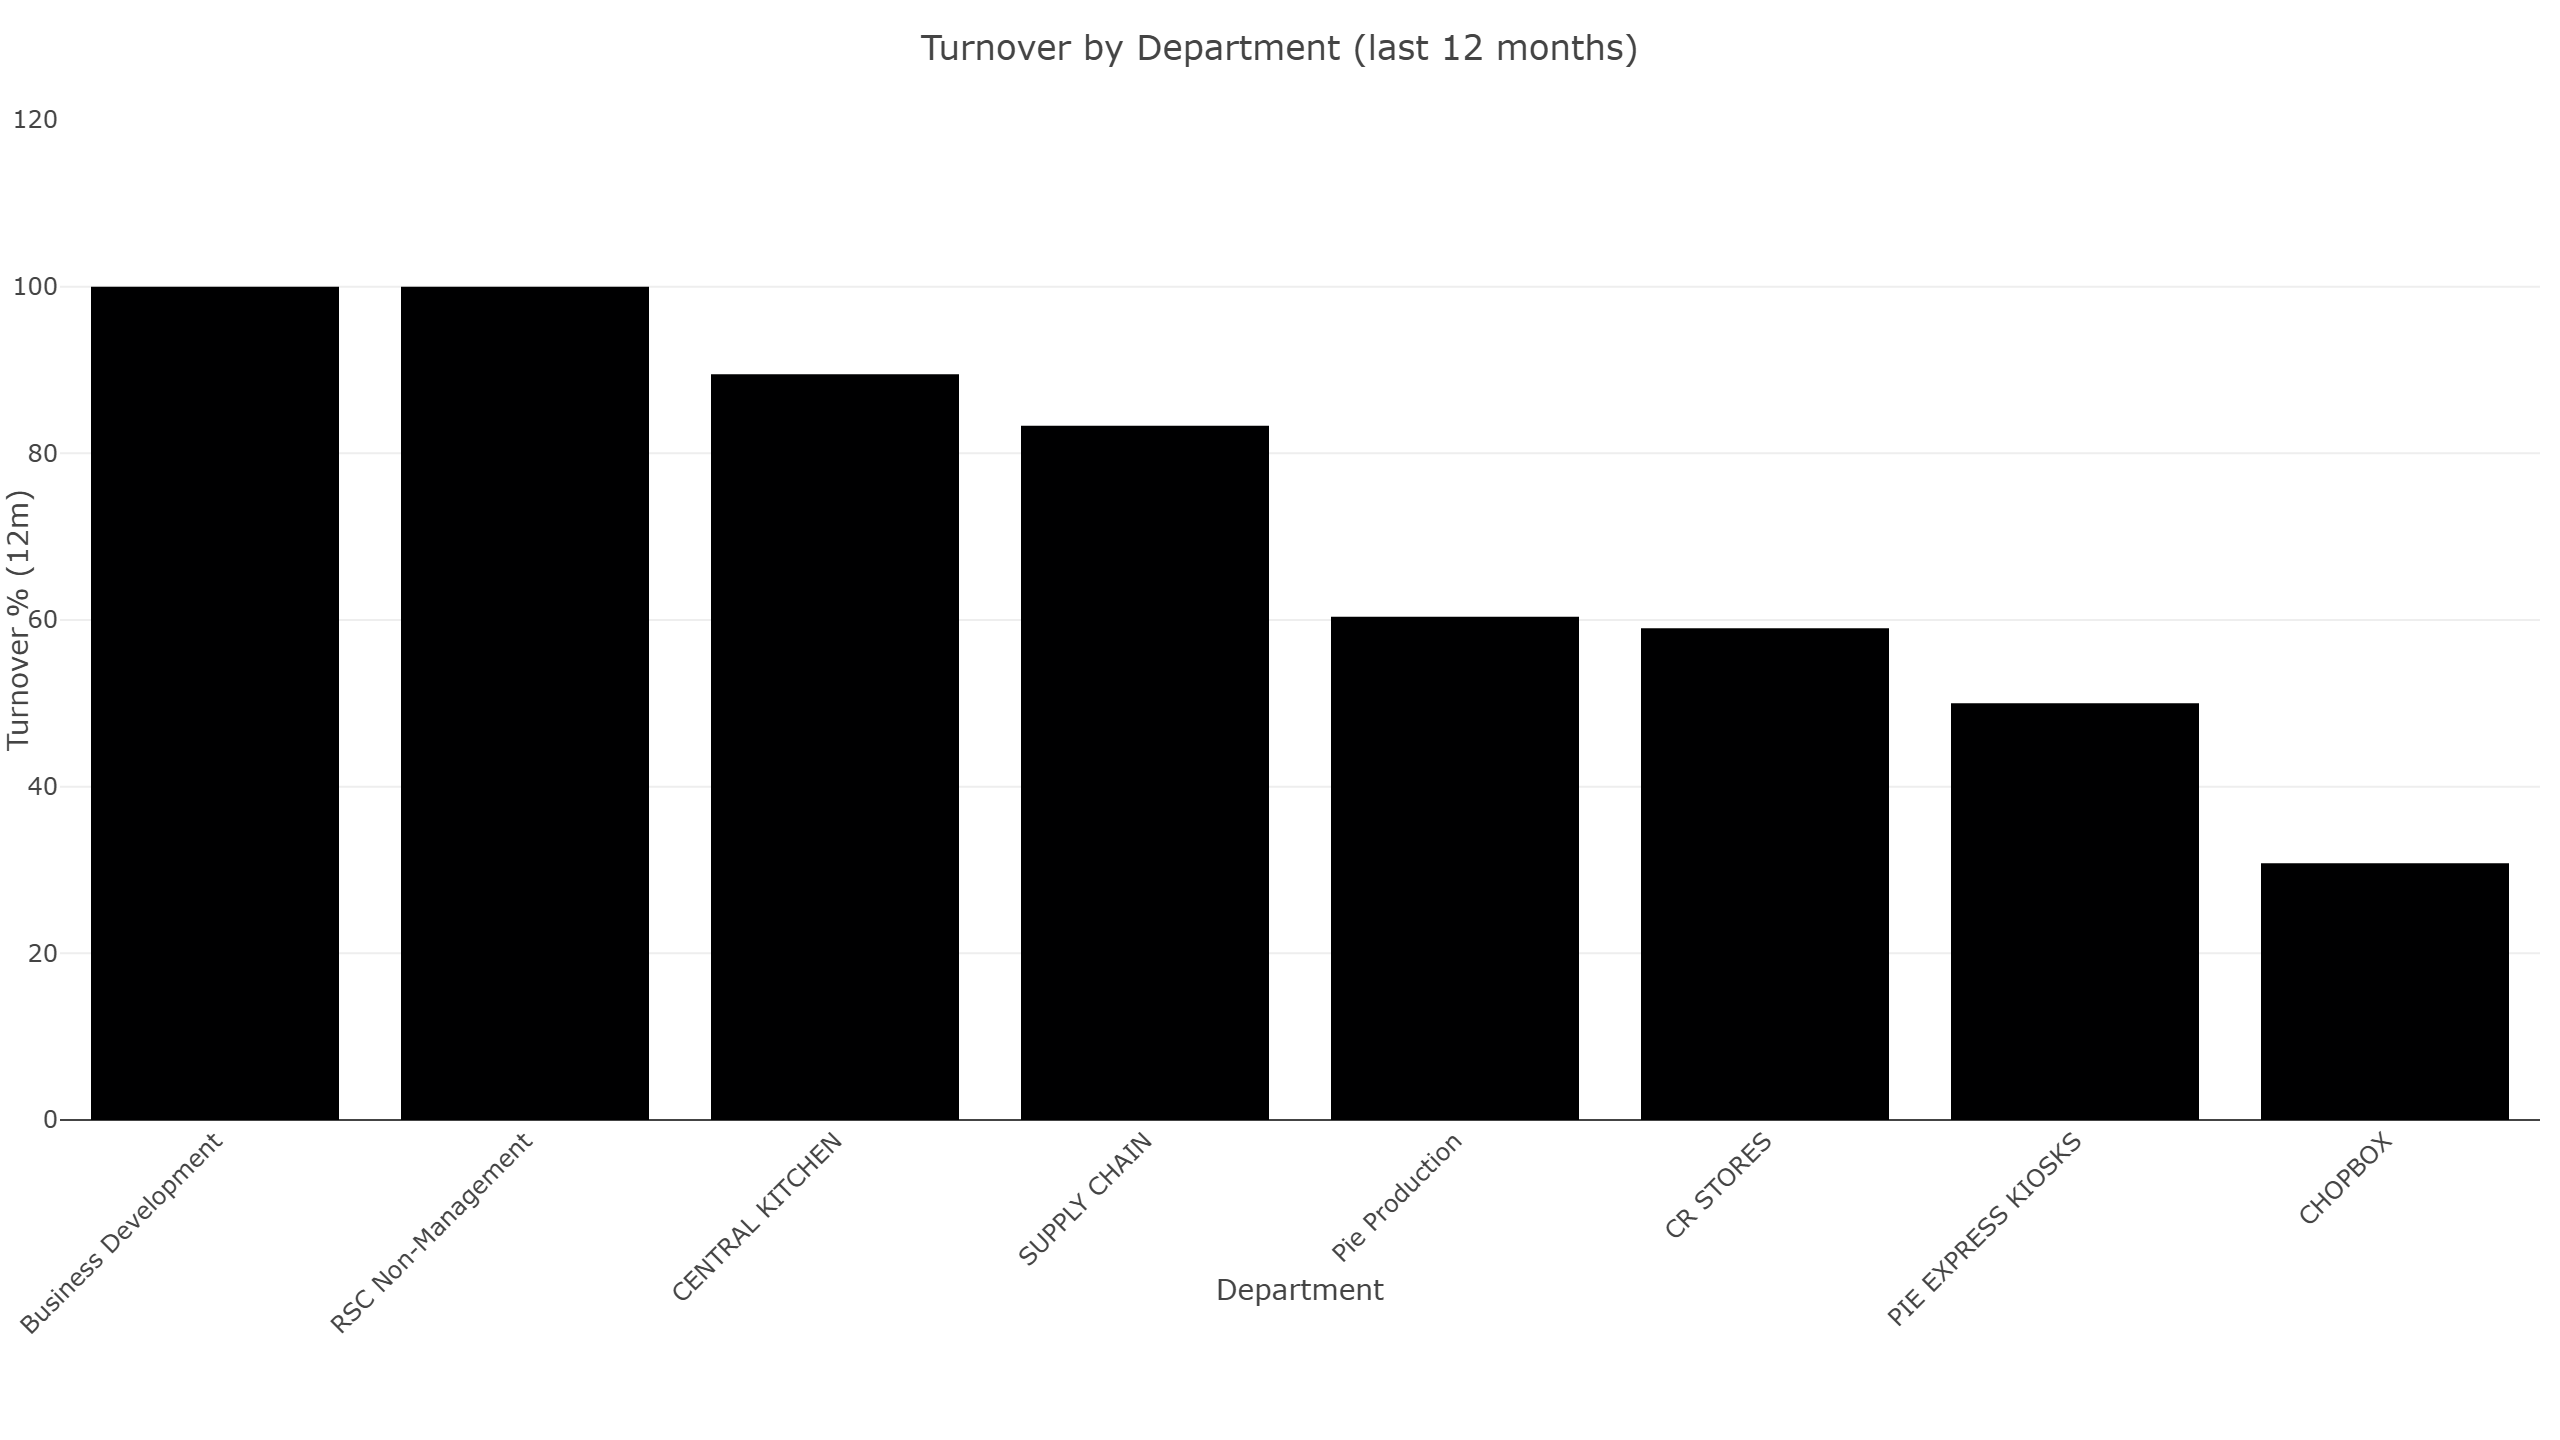 Turnover by Department (last 12 months)
Turnover % (12m)
120
100
80
60
40
20
0
Business Development
RSC Non-Management
CENTRAL KITCHEN
SUPPLY CHAIN
Pie Production
CR STORES
PIE EXPRESS KIOSKS
CHOPBOX
Department